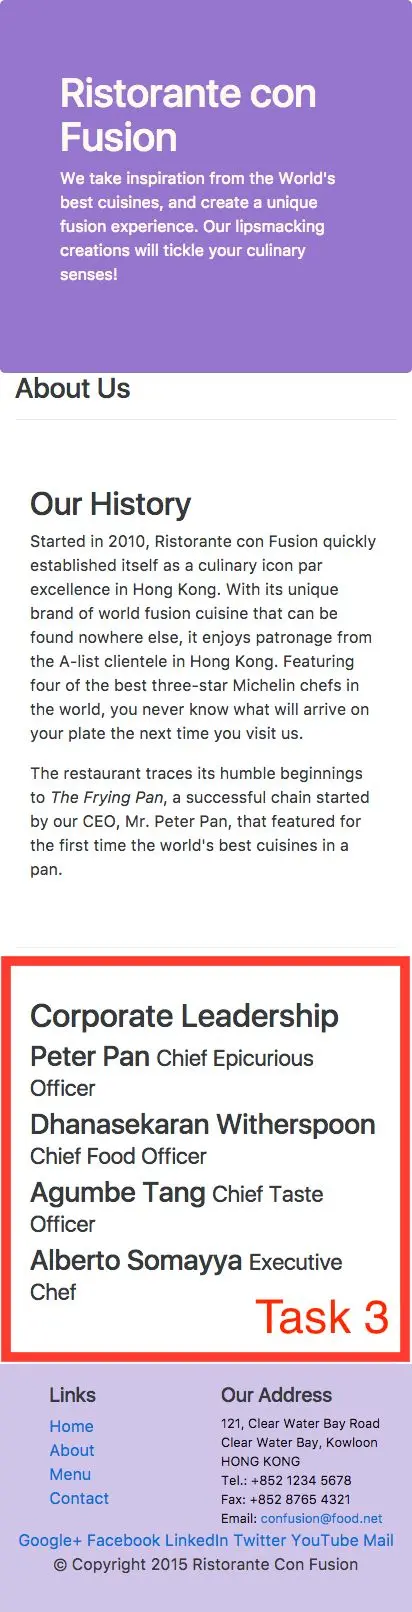 Ristorante con
Fusion
We take inspiration from the World's
best cuisines, and create a unique
fusion experience. Our lipsmacking
creations will tickle your culinary
senses!
About Us
Our History
Started in 2010, Ristorante con Fusion quickly
established itself as a culinary icon par
excellence in Hong Kong. With its unique
brand of world fusion cuisine that can be
found nowhere else, it enjoys patronage from
the A-list clientele in Hong Kong. Featuring
four of the best three-star Michelin chefs in
the world, you never know what will arrive on
your plate the next time you visit us.
The restaurant traces its humble beginnings
to The Frying Pan, a successful chain started
by our CEO, Mr. Peter Pan, that featured for
the first time the world's best cuisines in a
pan.
Corporate Leadership
Peter Pan Chief Epicurious
Officer
Dhanasekaran Witherspoon
Chief Food Officer
Agumbe Tang Chief Taste
Officer
Alberto Somayya Executive
Chef
Task 3
Links
Home
About
Menu
Contact
Our Address
121, Clear Water Bay Road
Clear Water Bay, Kowloon
HONG KONG
Tel.: +852 1234 5678
Fax: +852 8765 4321
Email: confusion@food.net
Google+ Facebook LinkedIn Twitter YouTube Mail
© Copyright 2015 Ristorante Con Fusion